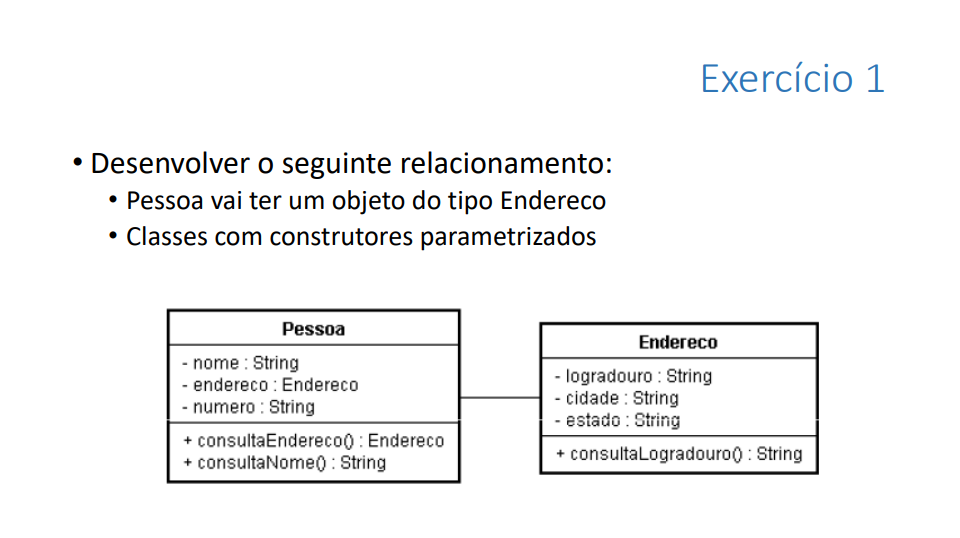 Exercício 1
• Desenvolver o seguinte relacionamento:
• Pessoa vai ter um objeto do tipo Endereco
• Classes com construtores parametrizados
Pessoa
- nome : String
- endereco : Endereco
- numero : String
+ consultaEndereco() : Endereco
+ consultaNome() : String
Endereco
- logradouro : String
- cidade : String
- estado : String
+ consultaLogradouro() : String